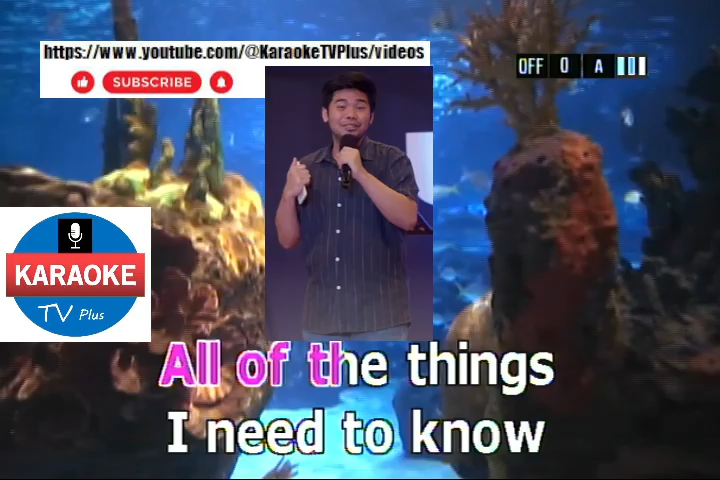 https://www.youtube.com/@KaraokeTVPlus/videos
SUBSCRIBE
OFF 0 A
KARAOKE
TV Plus
All of the things
I need to know